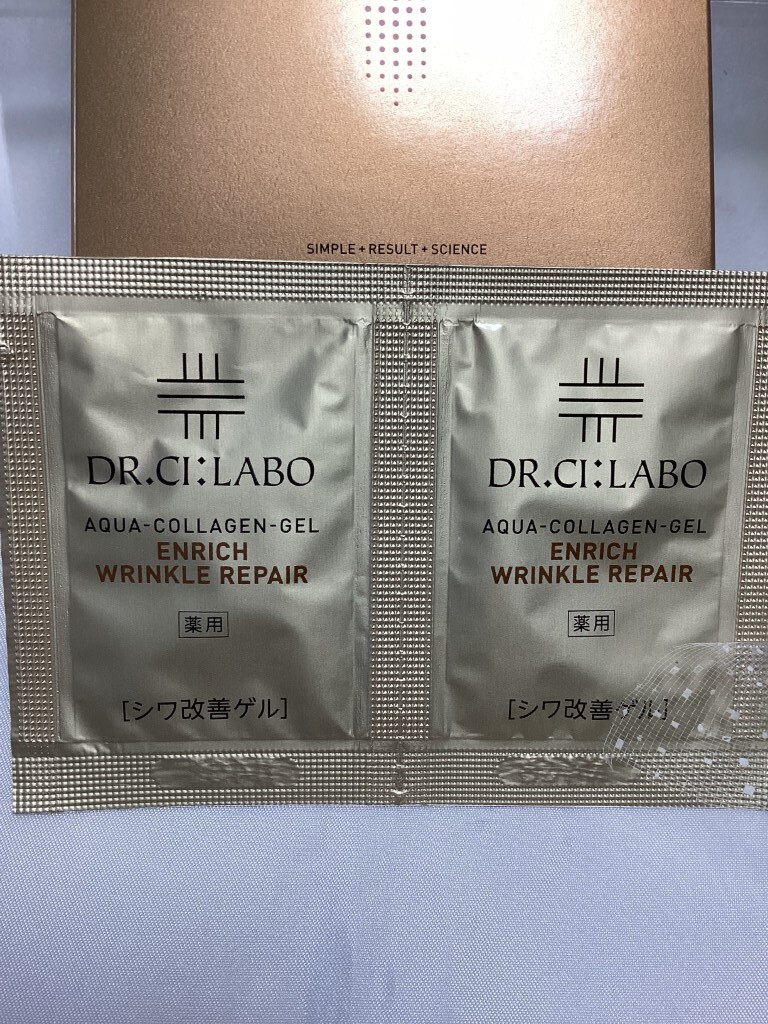 SIMPLE+RESULT+SCIENCE
DR.CI:LABO
AQUA-COLLAGEN-GEL
ENRICH
WRINKLE REPAIR
薬用
[シワ改善ゲル]
DR.CI:LABO
AQUA-COLLAGEN-GEL
ENRICH
WRINKLE REPAIR
薬用
[シワ改善ゲル]